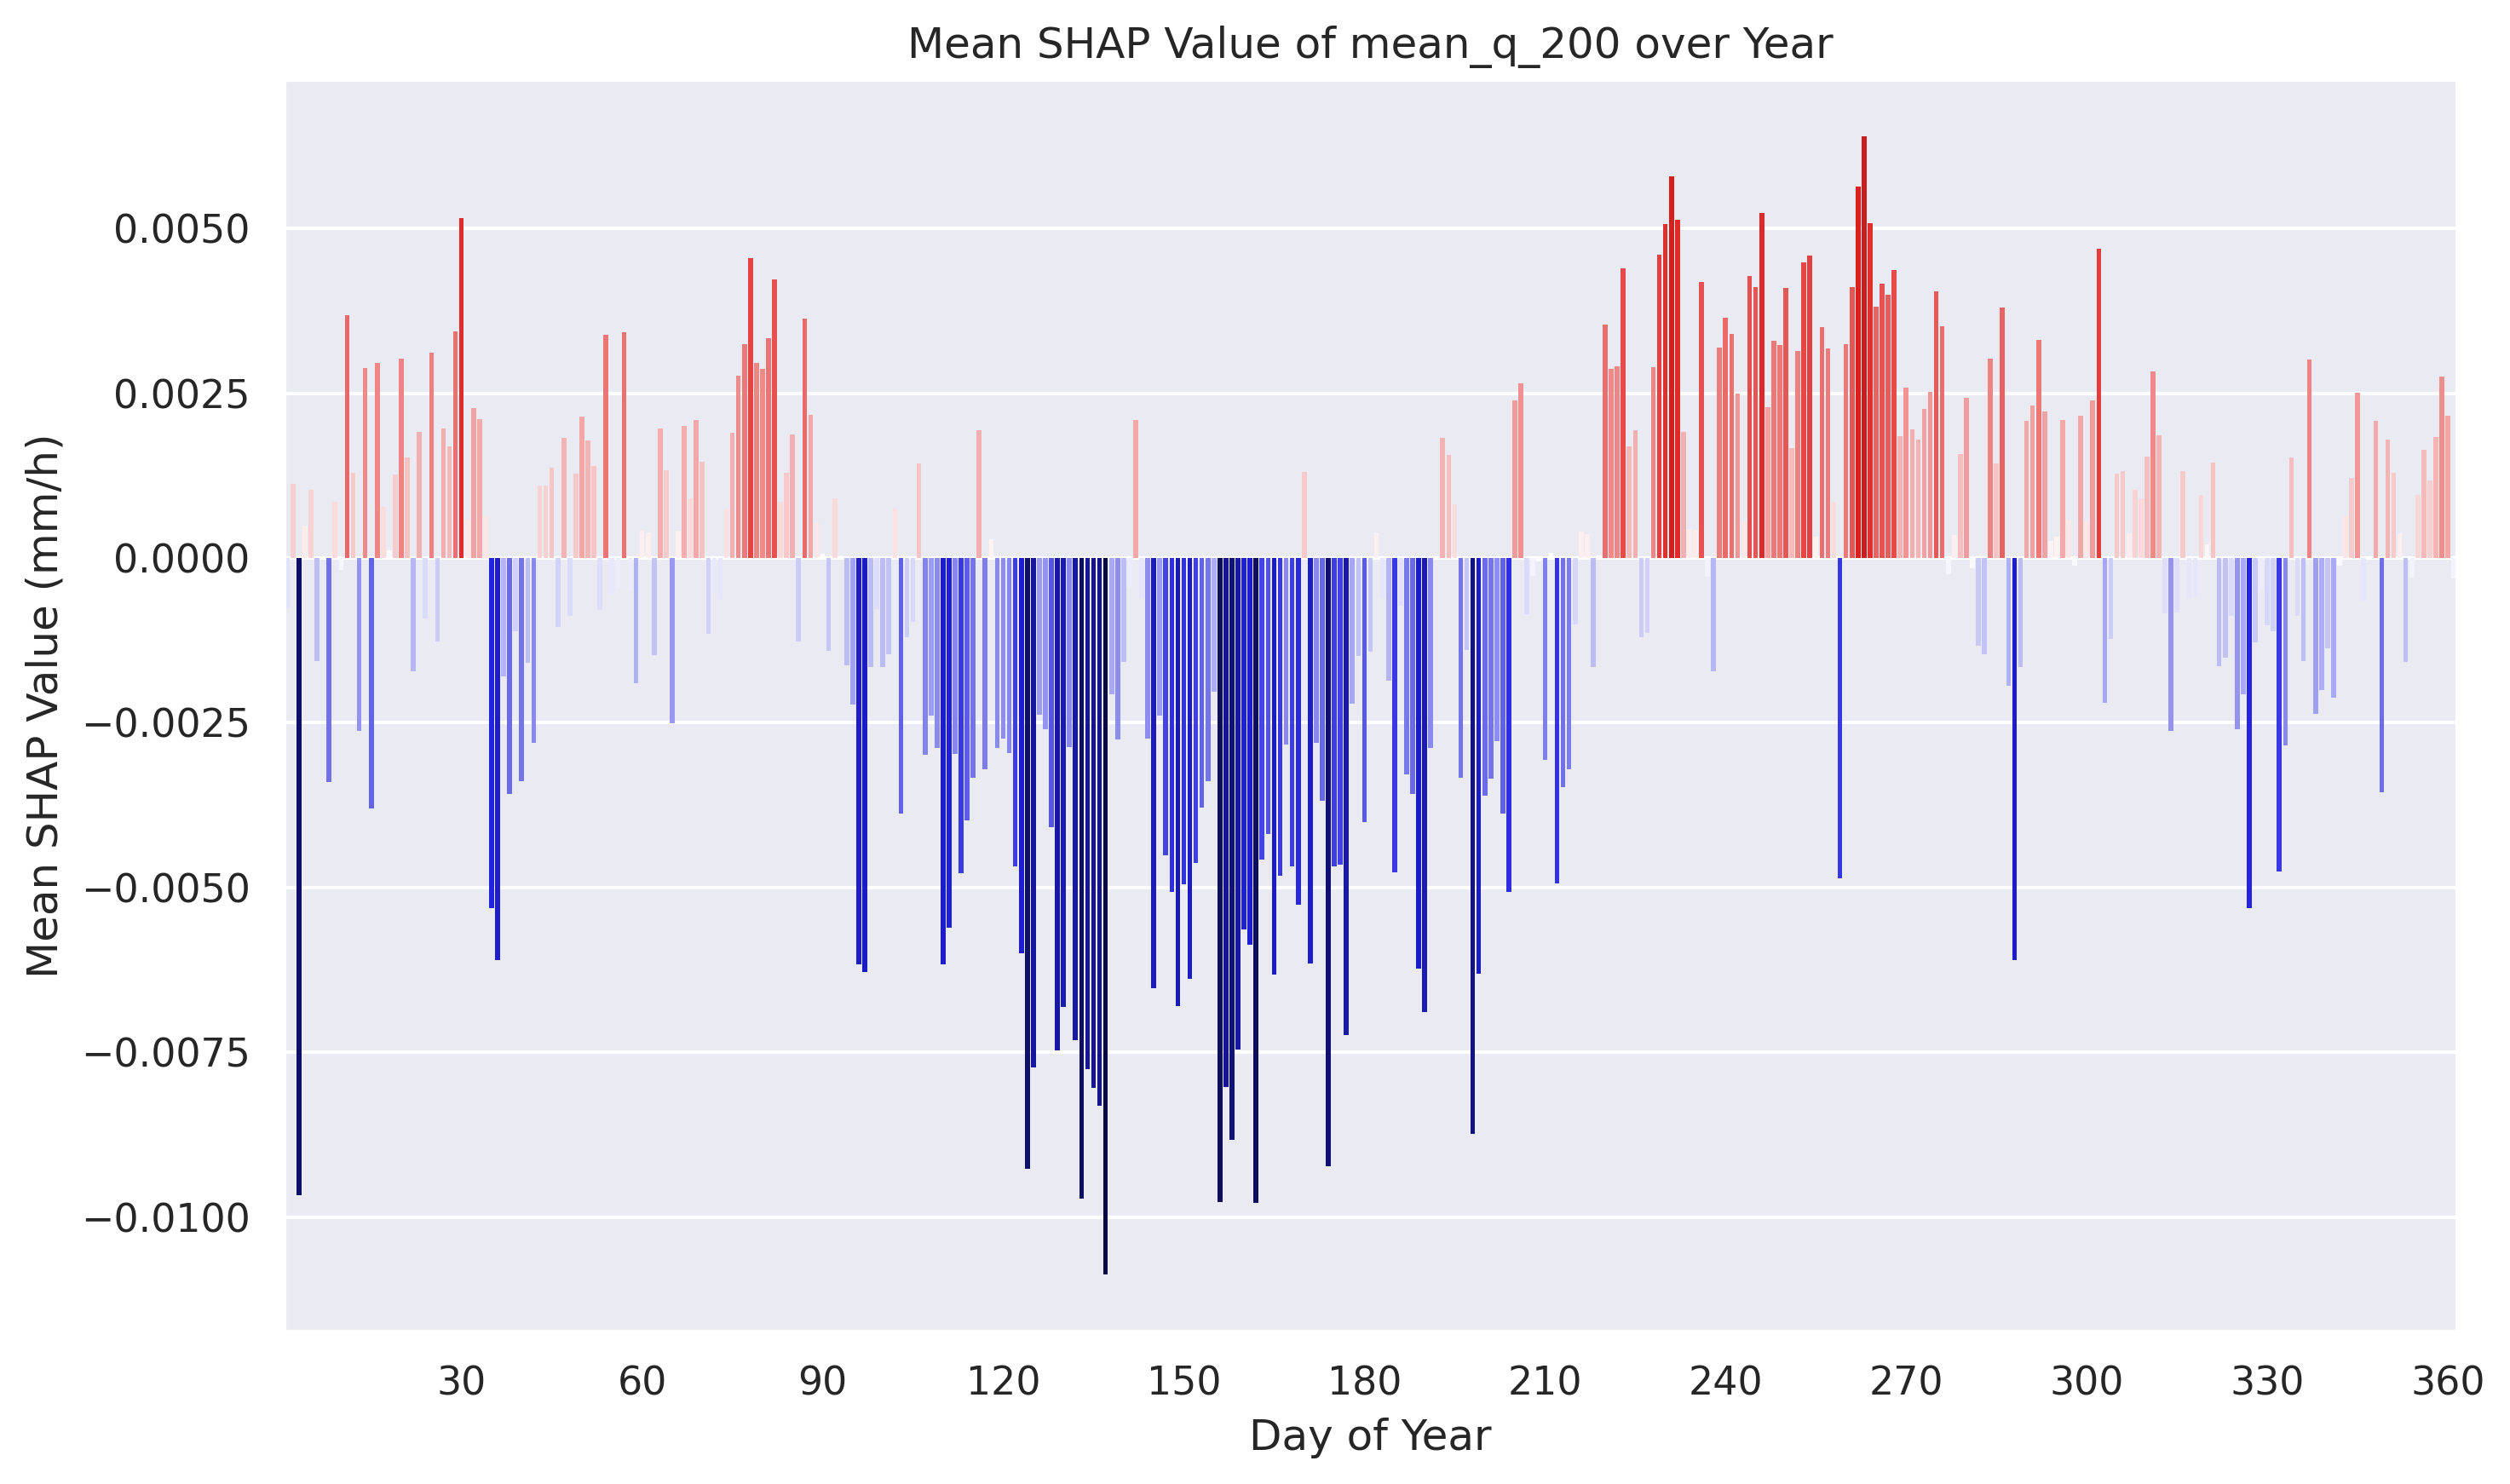 Mean SHAP Value of mean_q_200 over Year
Mean SHAP Value (mm/h)
0.0050
0.0025
0.0000
−0.0025
−0.0050
−0.0075
−0.0100
30 60 90 120 150 180 210 240 270 300 330 360
Day of Year